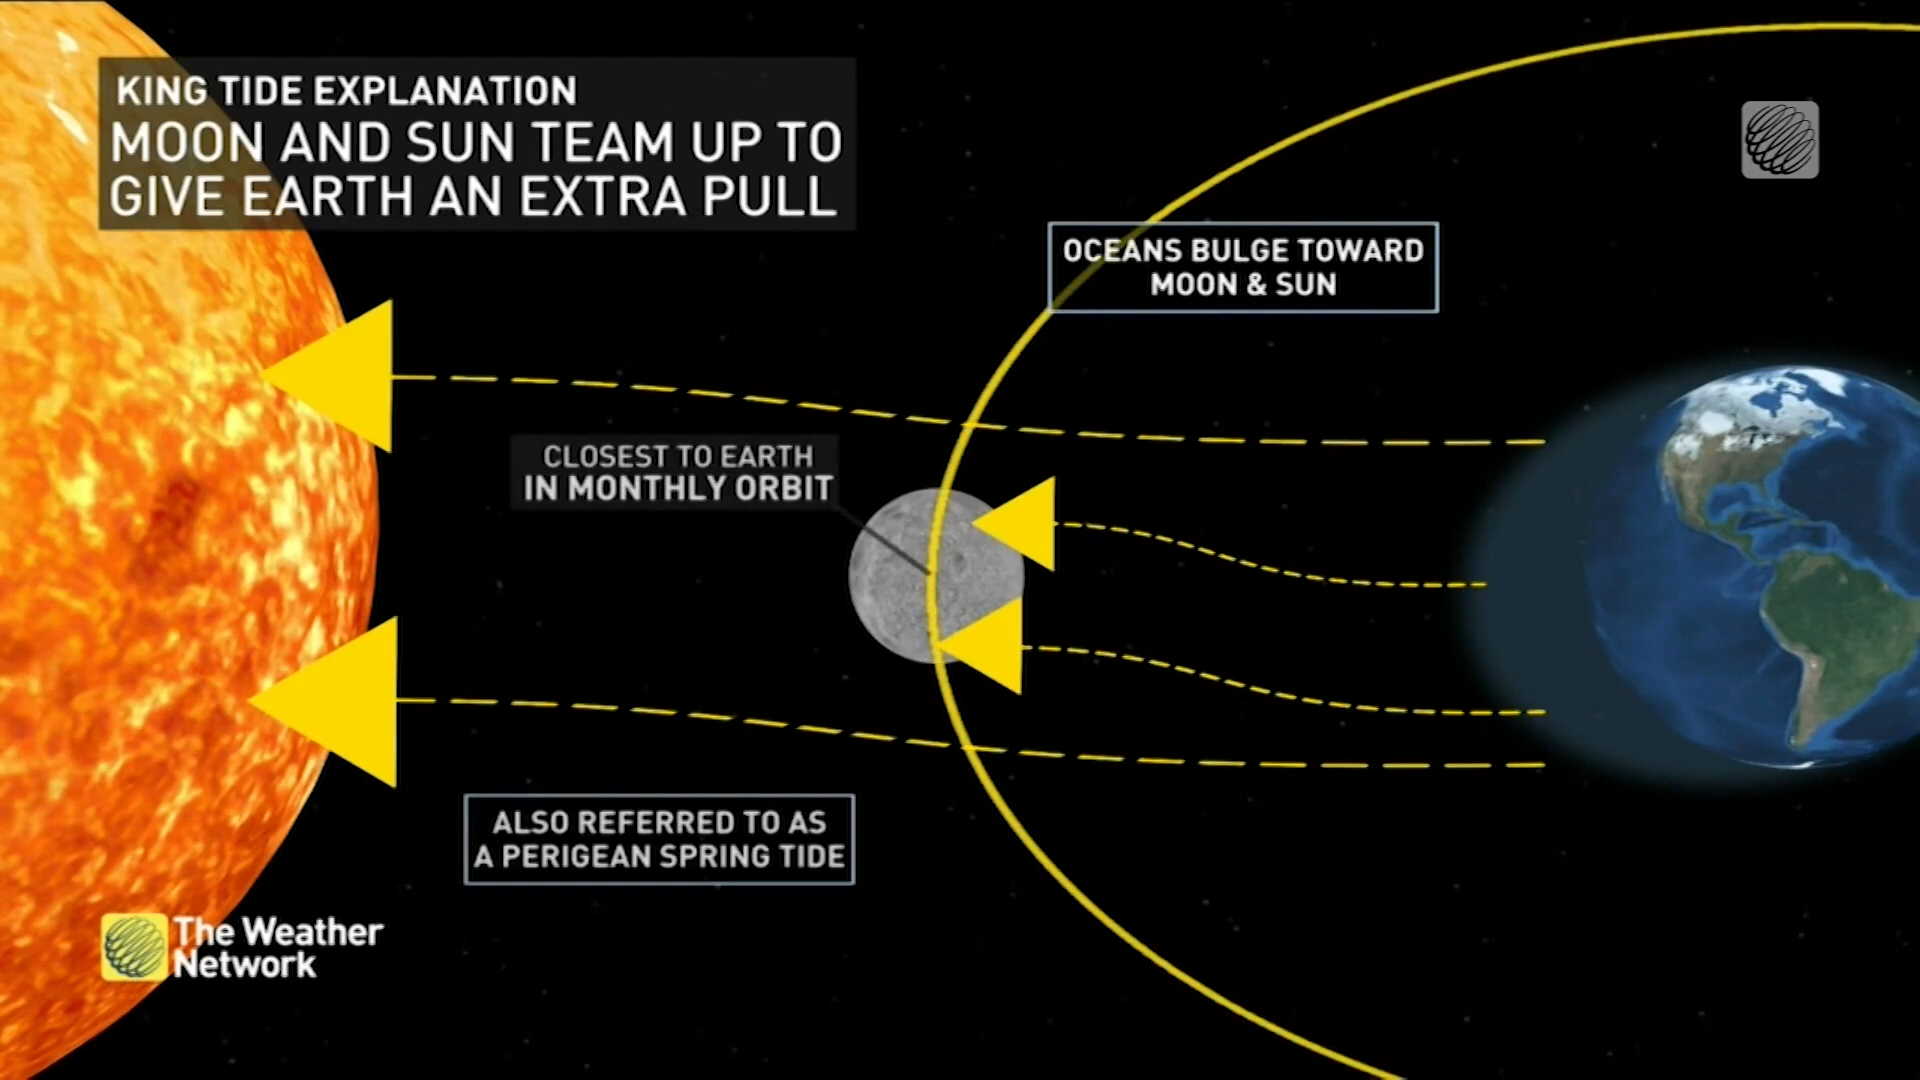 KING TIDE EXPLANATION
MOON AND SUN TEAM UP TO
GIVE EARTH AN EXTRA PULL
OCEANS BULGE TOWARD
MOON & SUN
CLOSEST TO EARTH
IN MONTHLY ORBIT
ALSO REFERRED TO AS
A PERIGEAN SPRING TIDE
The Weather
Network